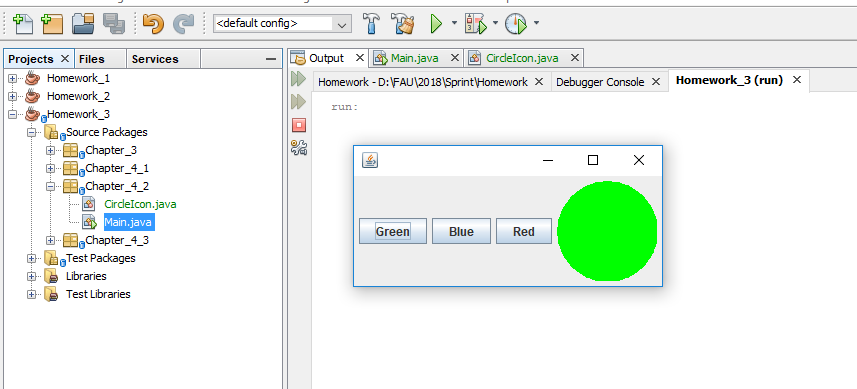 <default config>
Projects
Files
Services
Output
Main.java
CircleIcon.java
Homework_1
Homework_2
Homework_3
Source Packages
Chapter_3
Chapter_4_1
Chapter_4_2
CircleIcon.java
Main.java
Chapter_4_3
Test Packages
Libraries
Test Libraries
Homework - D:\FAU\2018\Sprint\Homework
Debugger Console
Homework_3 (run)
run:
Green
Blue
Red